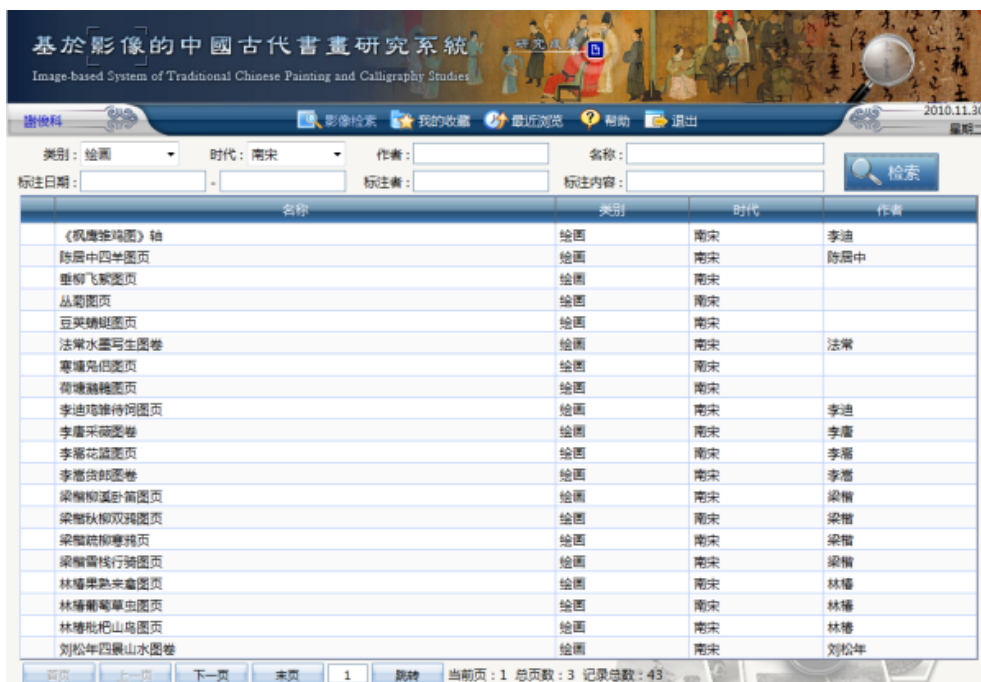 基於影像的中國古代書畫研究系統
研究成果
Image-based System of Traditional Chinese Painting and Calligraphy Studies
謝俊科 影像检索 我的收藏 最近浏览 帮助 退出 2010.11.30
星期二
类别：绘画 时代：南宋 作者： 名称：
标注日期： - 标注者： 标注内容： 检索
名称 类别 时代 作者
《枫鹰雉鸡图》轴 绘画 南宋 李迪
陈居中四羊图页 绘画 南宋 陈居中
垂柳飞絮图页 绘画 南宋
丛菊图页 绘画 南宋
豆荚蜻蜓图页 绘画 南宋
法常水墨写生图卷 绘画 南宋 法常
寒塘凫侣图页 绘画 南宋
荷塘鸂鶒图页 绘画 南宋
李迪鸡雏待饲图页 绘画 南宋 李迪
李唐采薇图卷 绘画 南宋 李唐
李嵩花篮图页 绘画 南宋 李嵩
李嵩货郎图卷 绘画 南宋 李嵩
梁楷柳溪卧笛图页 绘画 南宋 梁楷
梁楷秋柳双鸦图页 绘画 南宋 梁楷
梁楷疏柳寒鸦页 绘画 南宋 梁楷
梁楷雪栈行骑图页 绘画 南宋 梁楷
林椿果熟来禽图页 绘画 南宋 林椿
林椿葡萄草虫图页 绘画 南宋 林椿
林椿枇杷山鸟图页 绘画 南宋 林椿
刘松年四景山水图卷 绘画 南宋 刘松年
首页 上一页 下一页 末页 1 跳转 当前页：1 总页数：3 记录总数：43